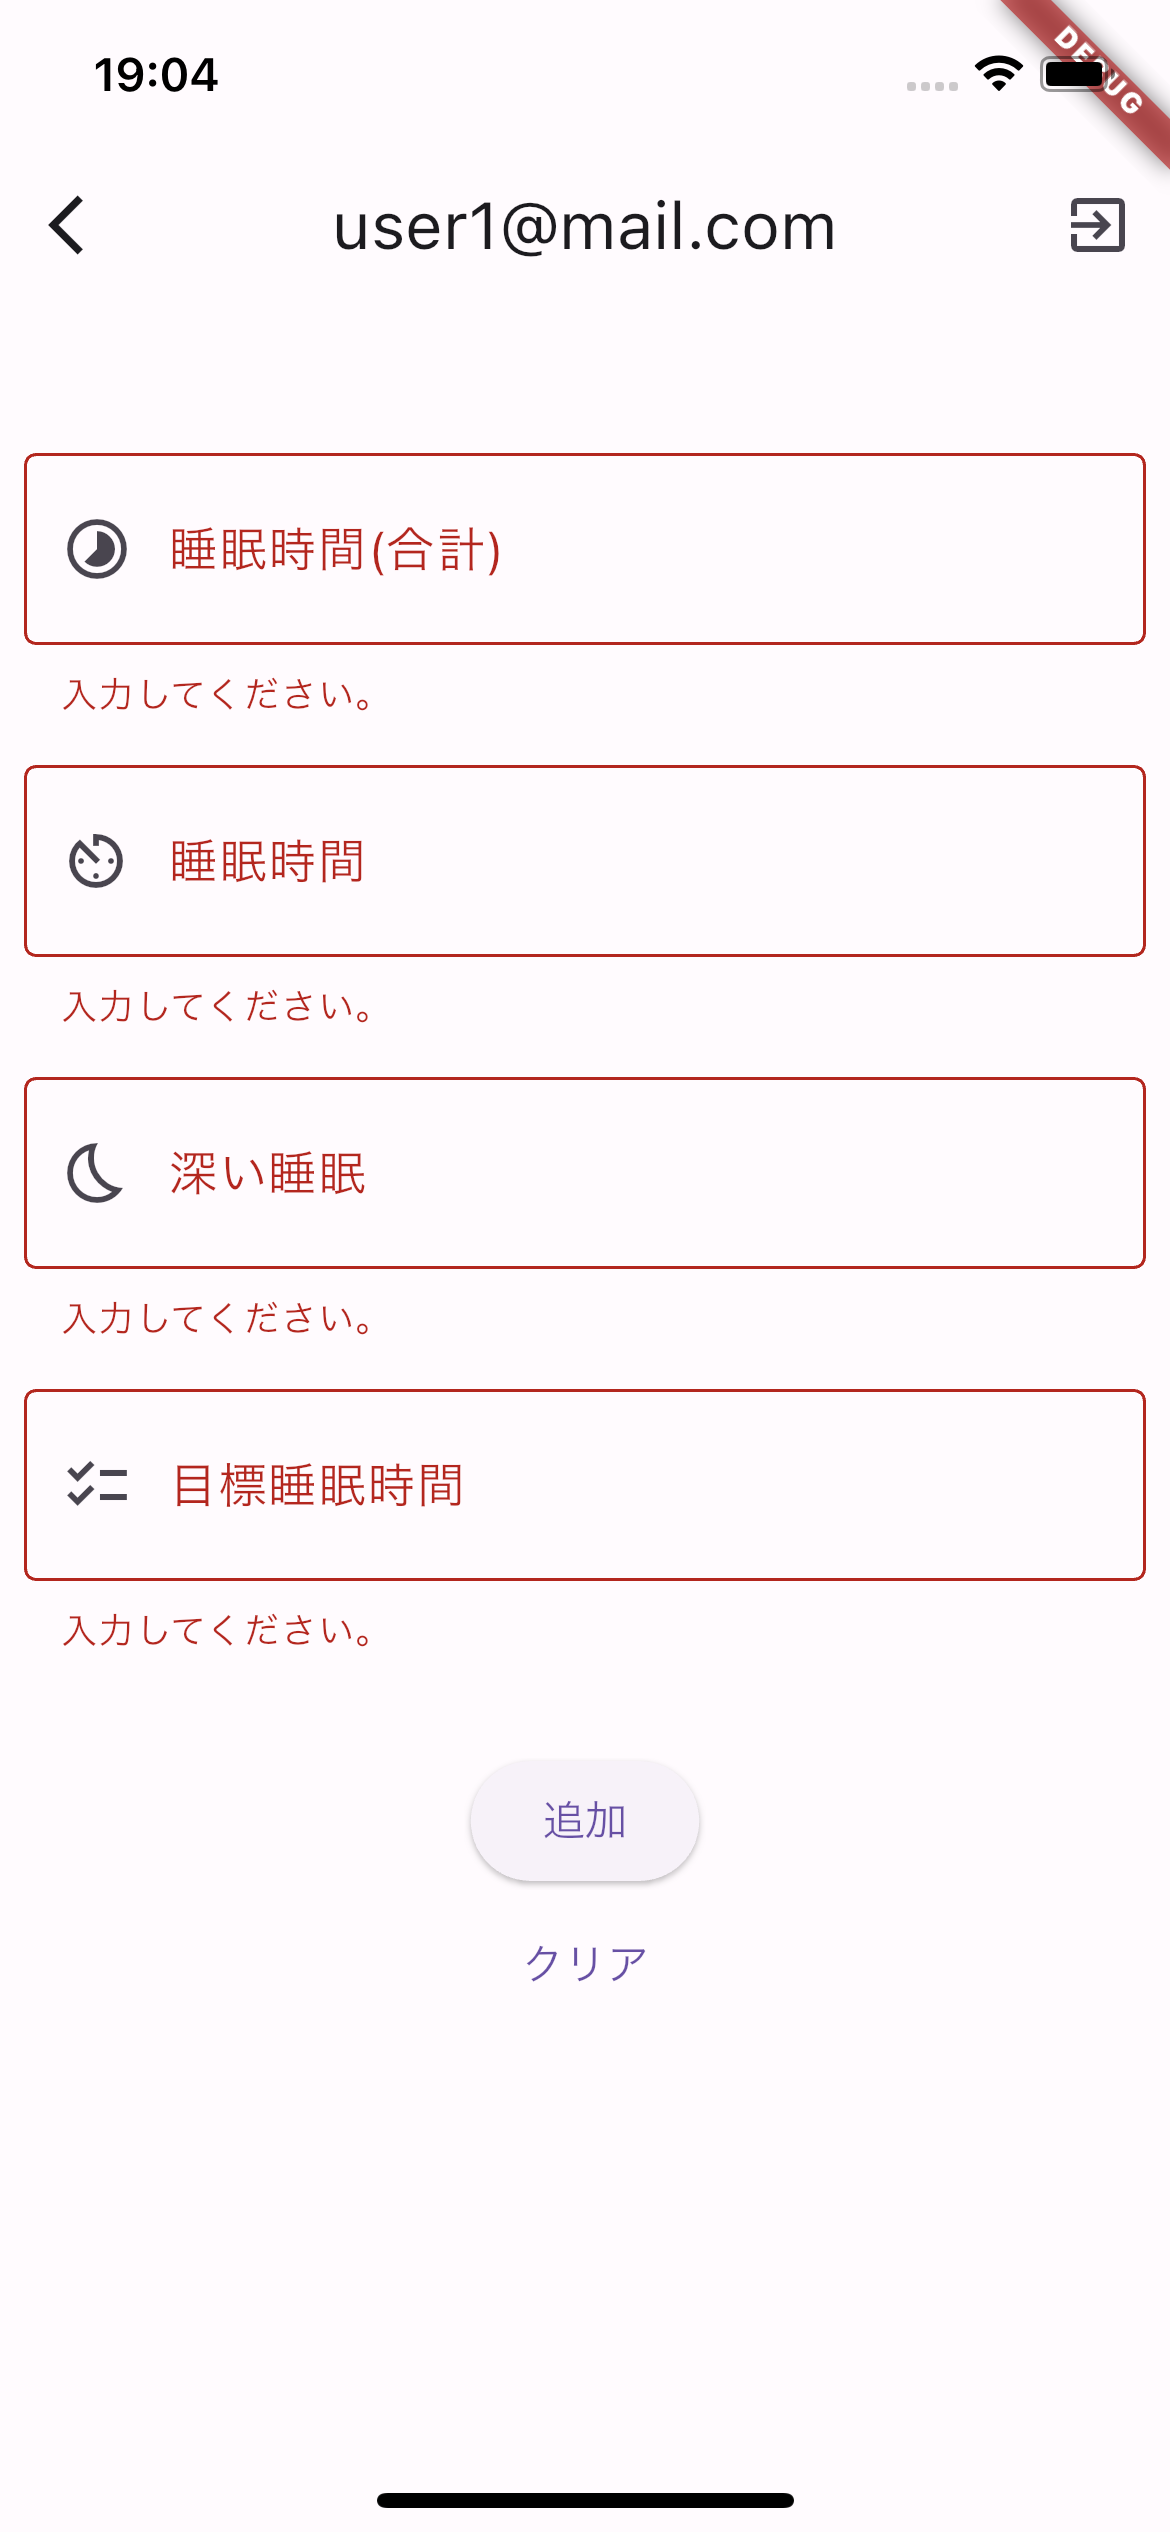 19:04
DEBUG
user1@mail.com
睡眠時間(合計)
入力してください。
睡眠時間
入力してください。
深い睡眠
入力してください。
目標睡眠時間
入力してください。
追加
クリア